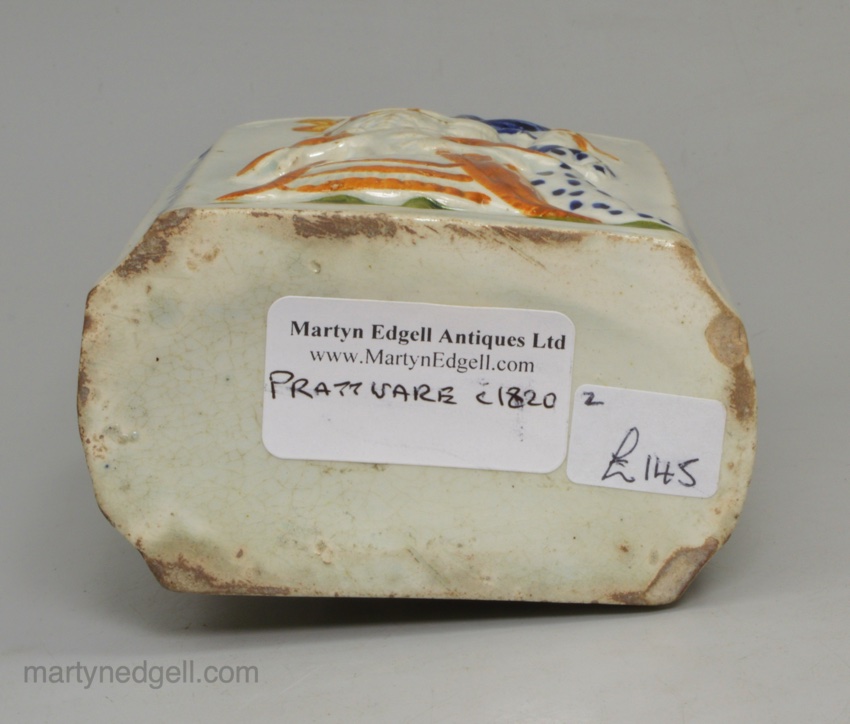 Martyn Edgell Antiques Ltd
www.MartynEdgell.com
PRATTWARE c1820
2
£145
martynedgell.com